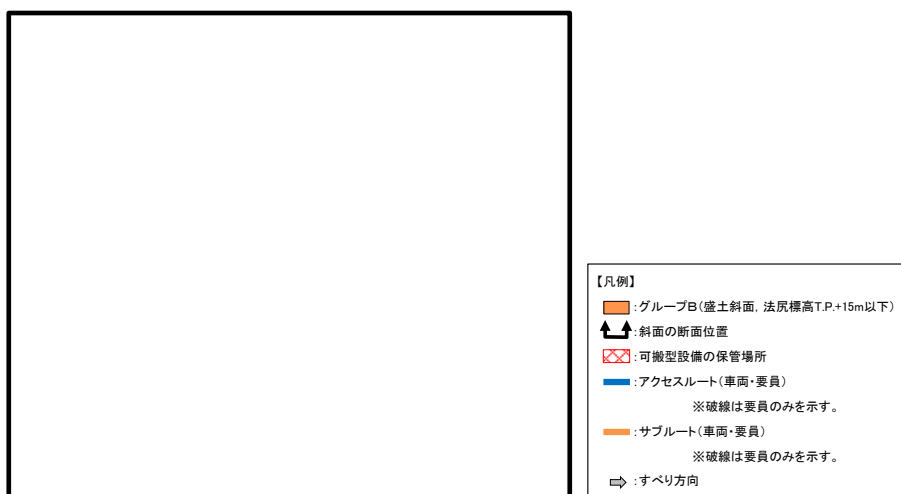 【凡例】
:グループB(盛土斜面, 法尻標高T.P.+15m以下)
:斜面の断面位置
:可搬型設備の保管場所
:アクセスルート(車両・要員)
※破線は要員のみを示す。
:サブルート(車両・要員)
※破線は要員のみを示す。
:すべり方向